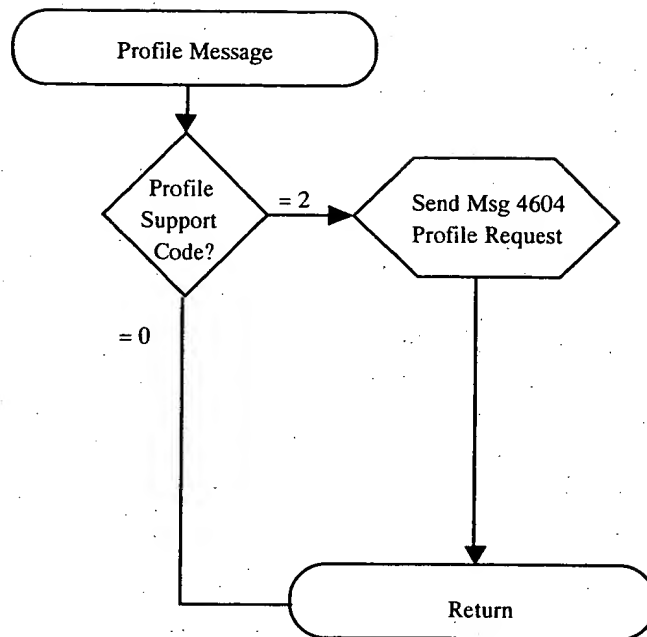 Profile Message
Profile
Support
Code?
= 2
Send Msg 4604
Profile Request
= 0
Return